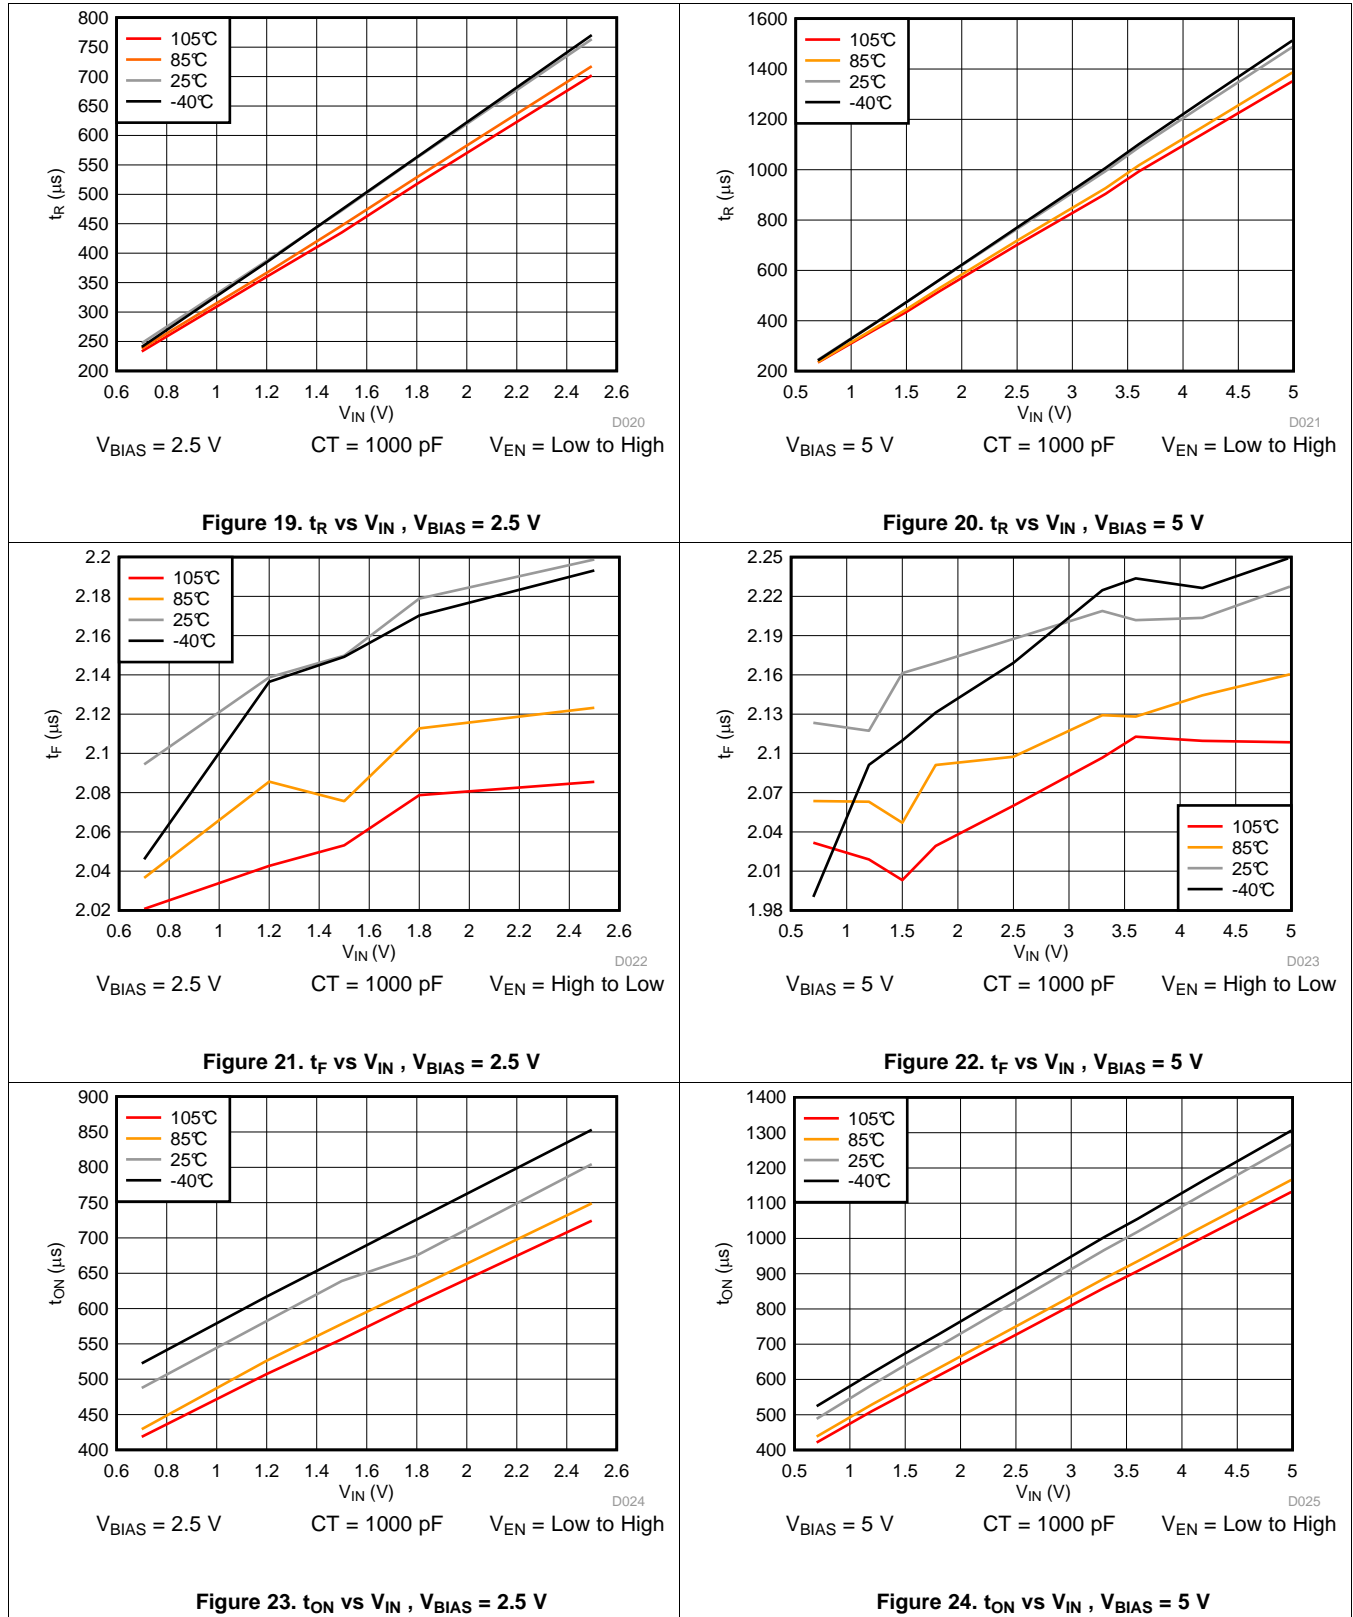 800
750
700
650
600
550
500
450
400
350
300
250
200
105℃
85℃
25℃
-40℃
tR (µs)
0.6 0.8 1 1.2 1.4 1.6 1.8 2 2.2 2.4 2.6
VIN (V)
D020
VBIAS = 2.5 V CT = 1000 pF VEN = Low to High
Figure 19. tR vs VIN , VBIAS = 2.5 V
1600
1400
1200
1000
800
600
400
200
105℃
85℃
25℃
-40℃
tR (µs)
0.5 1 1.5 2 2.5 3 3.5 4 4.5 5
VIN (V)
D021
VBIAS = 5 V CT = 1000 pF VEN = Low to High
Figure 20. tR vs VIN , VBIAS = 5 V
2.2
2.18
2.16
2.14
2.12
2.1
2.08
2.06
2.04
2.02
105℃
85℃
25℃
-40℃
tF (µs)
0.6 0.8 1 1.2 1.4 1.6 1.8 2 2.2 2.4 2.6
VIN (V)
D022
VBIAS = 2.5 V CT = 1000 pF VEN = High to Low
Figure 21. tF vs VIN , VBIAS = 2.5 V
2.25
2.22
2.19
2.16
2.13
2.1
2.07
2.04
2.01
1.98
105℃
85℃
25℃
-40℃
tF (µs)
0.5 1 1.5 2 2.5 3 3.5 4 4.5 5
VIN (V)
D023
VBIAS = 5 V CT = 1000 pF VEN = High to Low
Figure 22. tF vs VIN , VBIAS = 5 V
900
850
800
750
700
650
600
550
500
450
400
105℃
85℃
25℃
-40℃
tON (µs)
0.6 0.8 1 1.2 1.4 1.6 1.8 2 2.2 2.4 2.6
VIN (V)
D024
VBIAS = 2.5 V CT = 1000 pF VEN = Low to High
Figure 23. tON vs VIN , VBIAS = 2.5 V
1400
1300
1200
1100
1000
900
800
700
600
500
400
105℃
85℃
25℃
-40℃
tON (µs)
0.5 1 1.5 2 2.5 3 3.5 4 4.5 5
VIN (V)
D025
VBIAS = 5 V CT = 1000 pF VEN = Low to High
Figure 24. tON vs VIN , VBIAS = 5 V